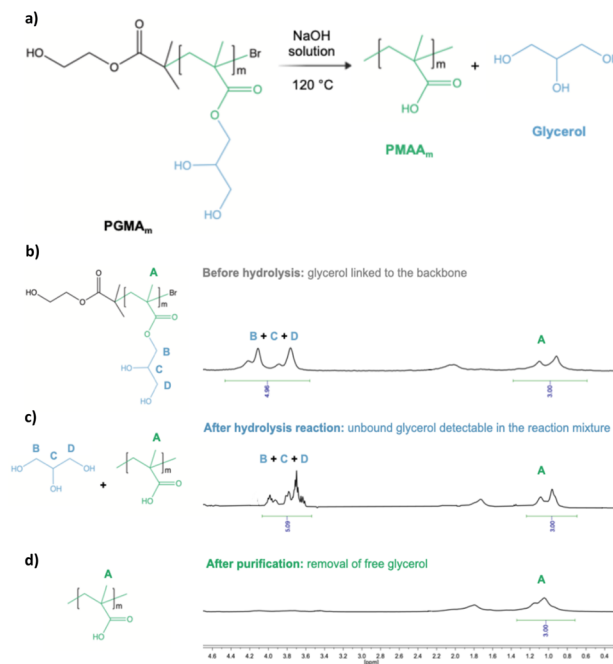 a)
HO
O
O
Br
m
O
O
HO
HO
PGMAm
NaOH
solution
120 °C
m
O
HO
PMAAm
+
HO
OH
Glycerol
b)
A
HO
O
O
Br
m
O
O
B
HO
C
D
HO
Before hydrolysis: glycerol linked to the backbone
B + C + D
A
4.96
3.00
c)
B
C
D
HO
OH
OH
+
A
m
O
HO
After hydrolysis reaction: unbound glycerol detectable in the reaction mixture
B + C + D
A
5.09
3.00
d)
A
m
O
HO
After purification: removal of free glycerol
A
3.00
4.6 4.4 4.2 4.0 3.8 3.6 3.4 3.2 3.0 2.8 2.6 2.4 2.2 2.0 1.8 1.6 1.4 1.2 1.0 0.8 0.6 0.4
[ppm]